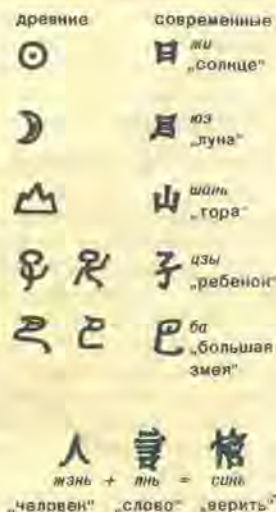 древние современные
日 жи
„солнце"
月 юэ
„луна"
山 шань
„гора"
子 цзы
„ребенок"
巴 ба
„большая
змея"
人 言 信
жэнь + янь = синь
„человек" „слово" „верить"